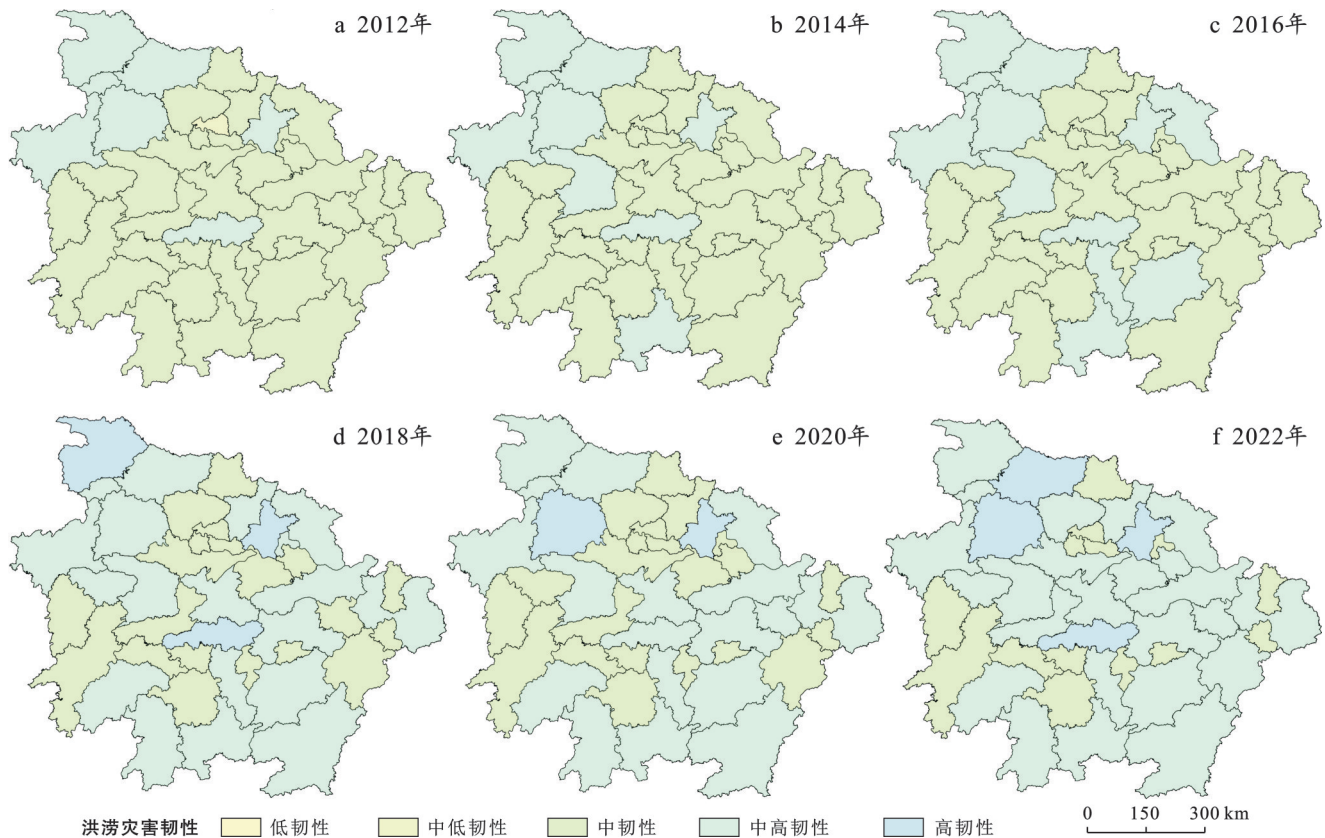 a 2012年
b 2014年
c 2016年
d 2018年
e 2020年
f 2022年
0 150 300 km
洪涝灾害韧性 低韧性 中低韧性 中韧性 中高韧性 高韧性